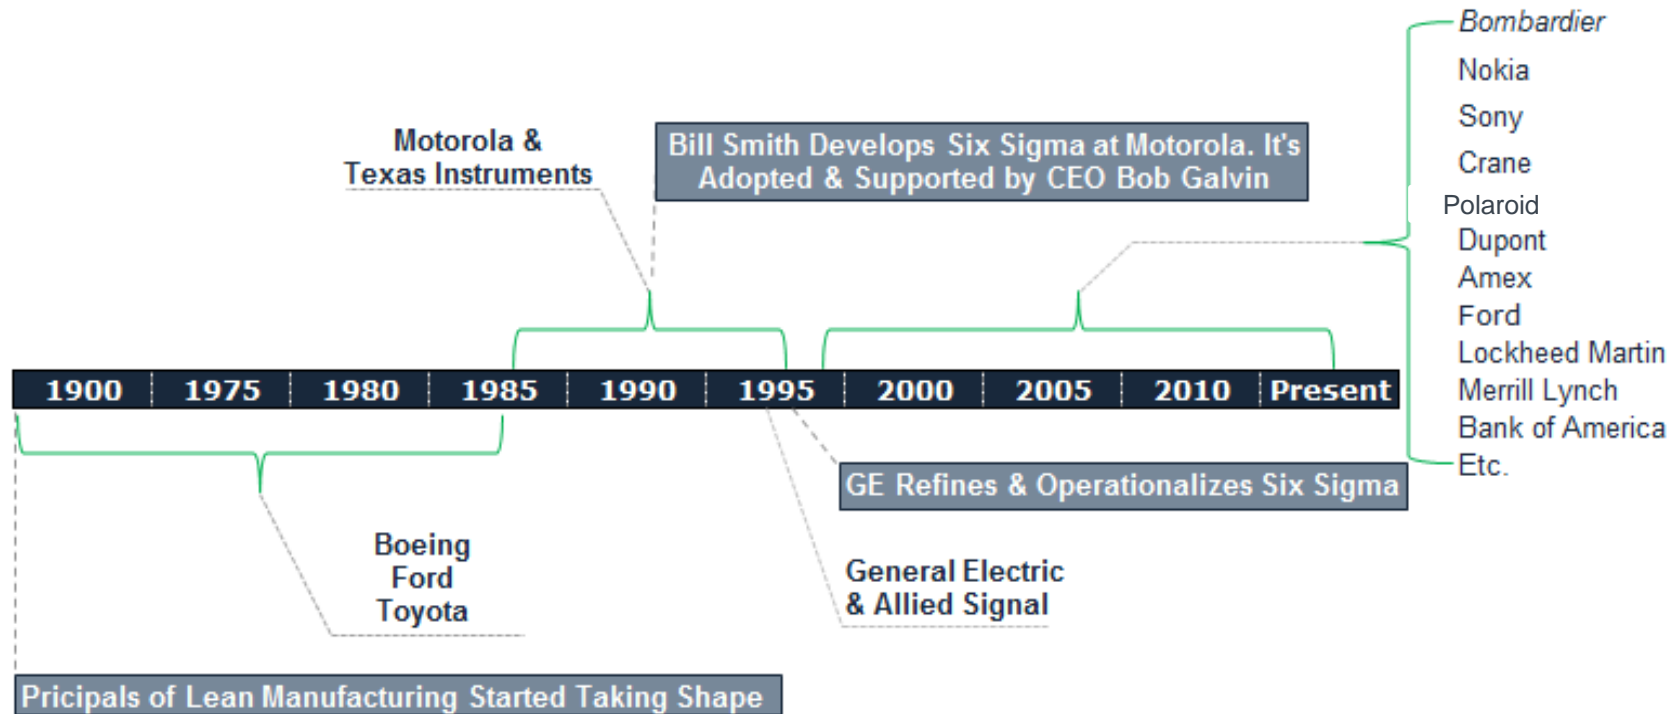 Bombardier
Nokia
Sony
Crane
Polaroid
Dupont
Amex
Ford
Lockheed Martin
Merrill Lynch
Bank of America
Etc.
Motorola &
Texas Instruments
Bill Smith Develops Six Sigma at Motorola. It's
Adopted & Supported by CEO Bob Galvin
1900 1975 1980 1985 1990 1995 2000 2005 2010 Present
GE Refines & Operationalizes Six Sigma
Boeing
Ford
Toyota
General Electric
& Allied Signal
Pricipals of Lean Manufacturing Started Taking Shape